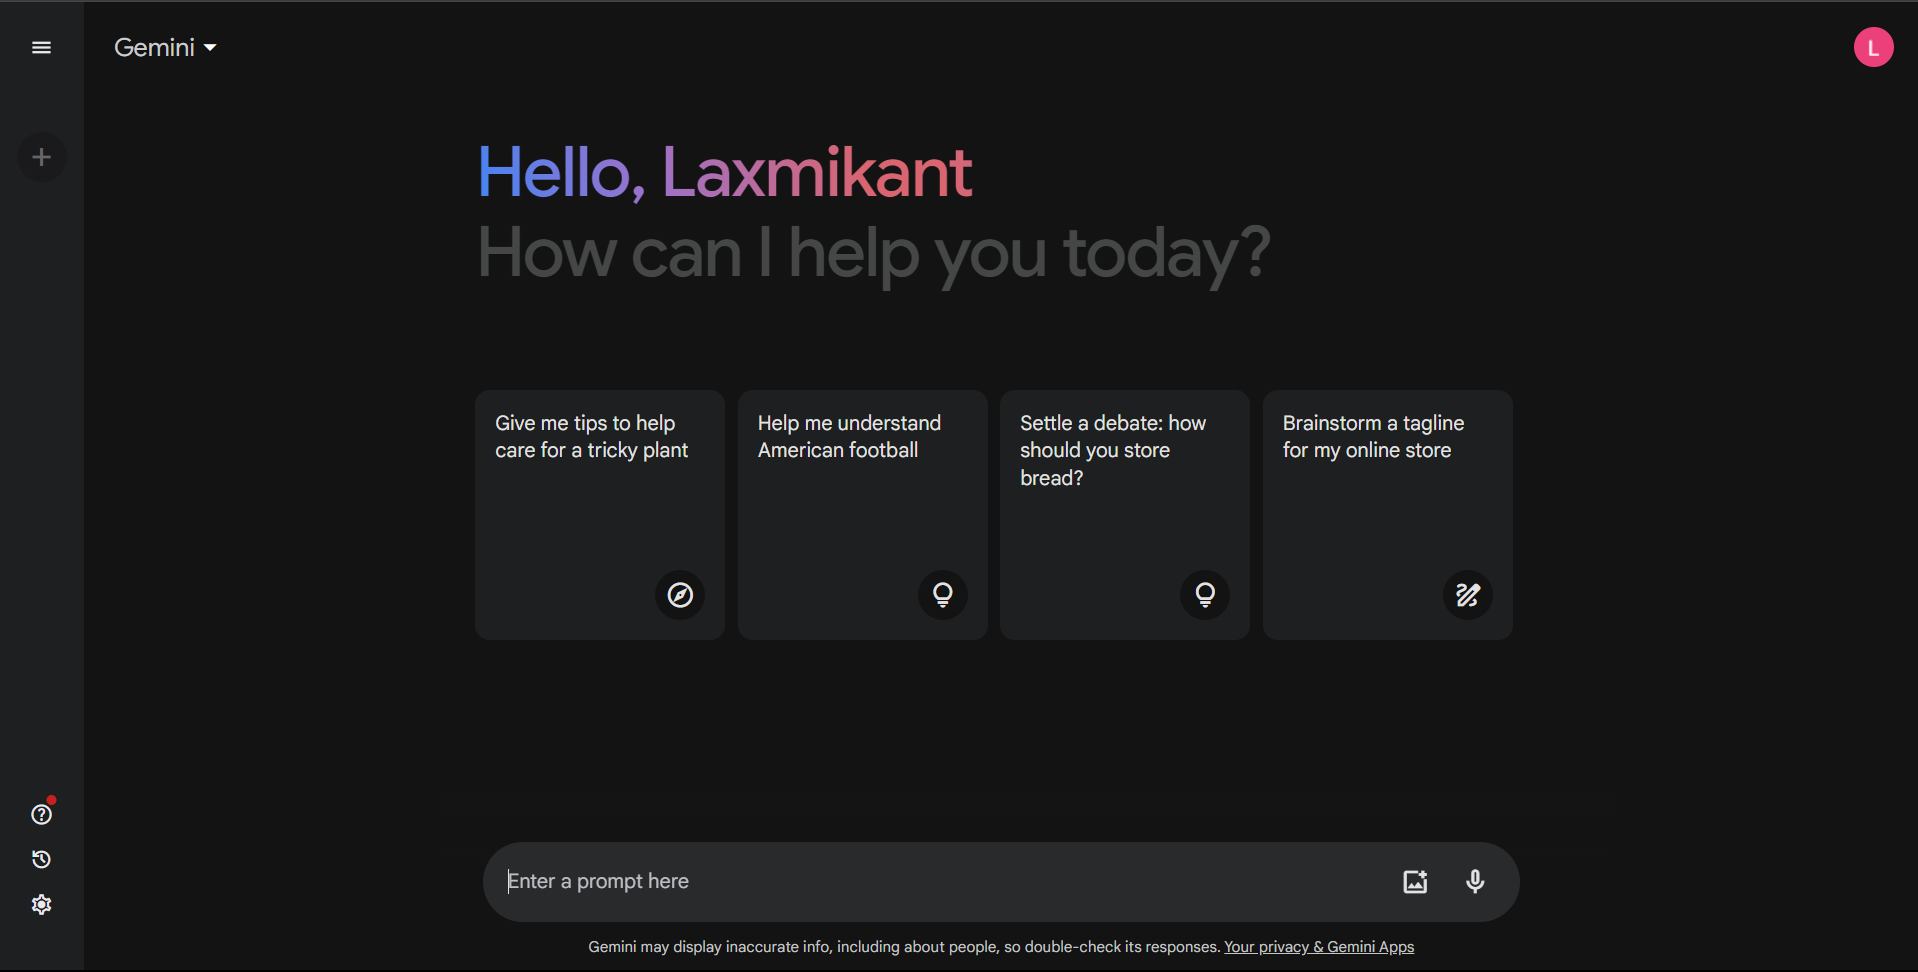 Gemini
L
Hello, Laxmikant
How can I help you today?
Give me tips to help
care for a tricky plant
Help me understand
American football
Settle a debate: how
should you store
bread?
Brainstorm a tagline
for my online store
Enter a prompt here
Gemini may display inaccurate info, including about people, so double-check its responses. Your privacy & Gemini Apps